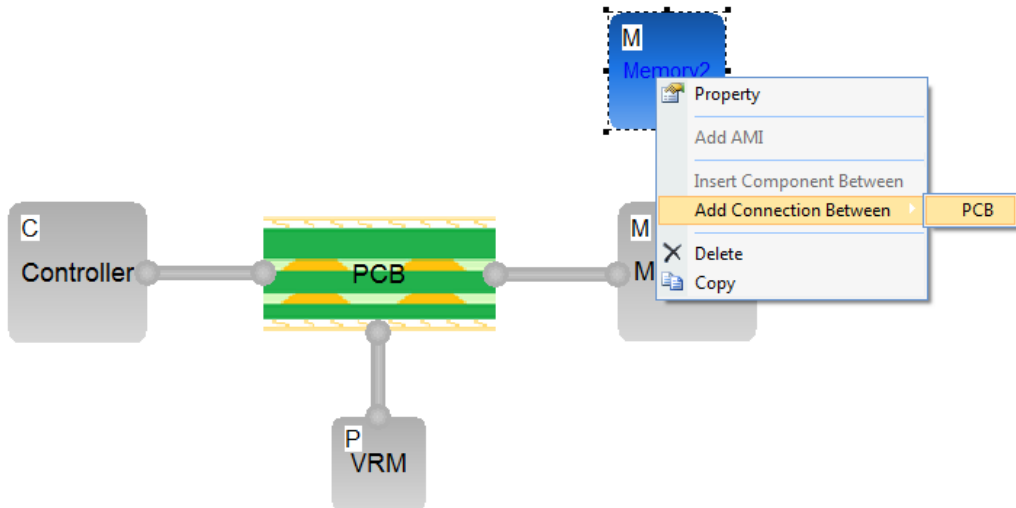 M
Memory2
Property
Add AMI
Insert Component Between
Add Connection Between
PCB
Delete
Copy
C
Controller
PCB
M
M
P
VRM